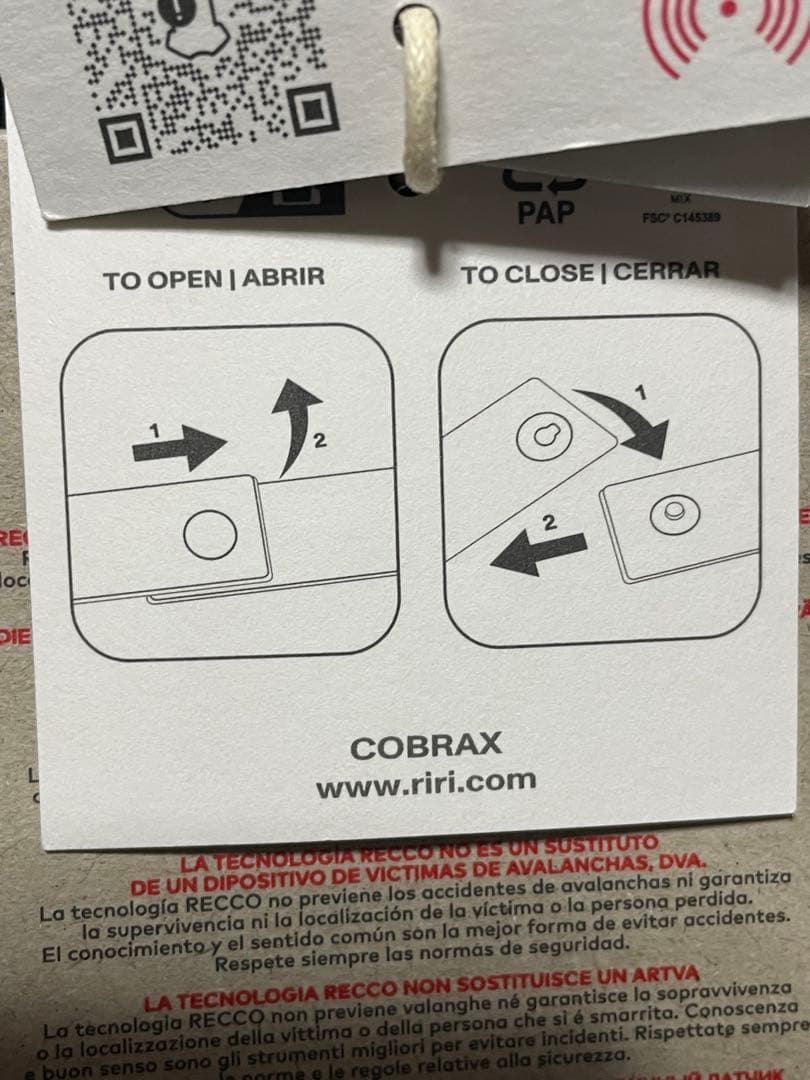 PAP
MIX
FSC® C145389
TO OPEN | ABRIR
TO CLOSE | CERRAR
1
2
1
2
COBRAX
www.riri.com
LA TECNOLOGÍA RECCO NO ES UN SUSTITUTO
DE UN DIPOSITIVO DE VICTIMAS DE AVALANCHAS, DVA.
La tecnología RECCO no previene los accidentes de avalanchas ni garantiza
la supervivencia ni la localización de la víctima o la persona perdida.
El conocimiento y el sentido común son la mejor forma de evitar accidentes.
Respete siempre las normas de seguridad.
LA TECNOLOGIA RECCO NON SOSTITUISCE UN ARTVA
La tecnologia RECCO non previene valanghe né garantisce la sopravvivenza
o la localizzazione della vittima o della persona che si é smarrita. Conoscenza
e buon senso sono gli strumenti migliori per evitare incidenti. Rispettate sempre
le norme e le regole relative alla sicurezza.